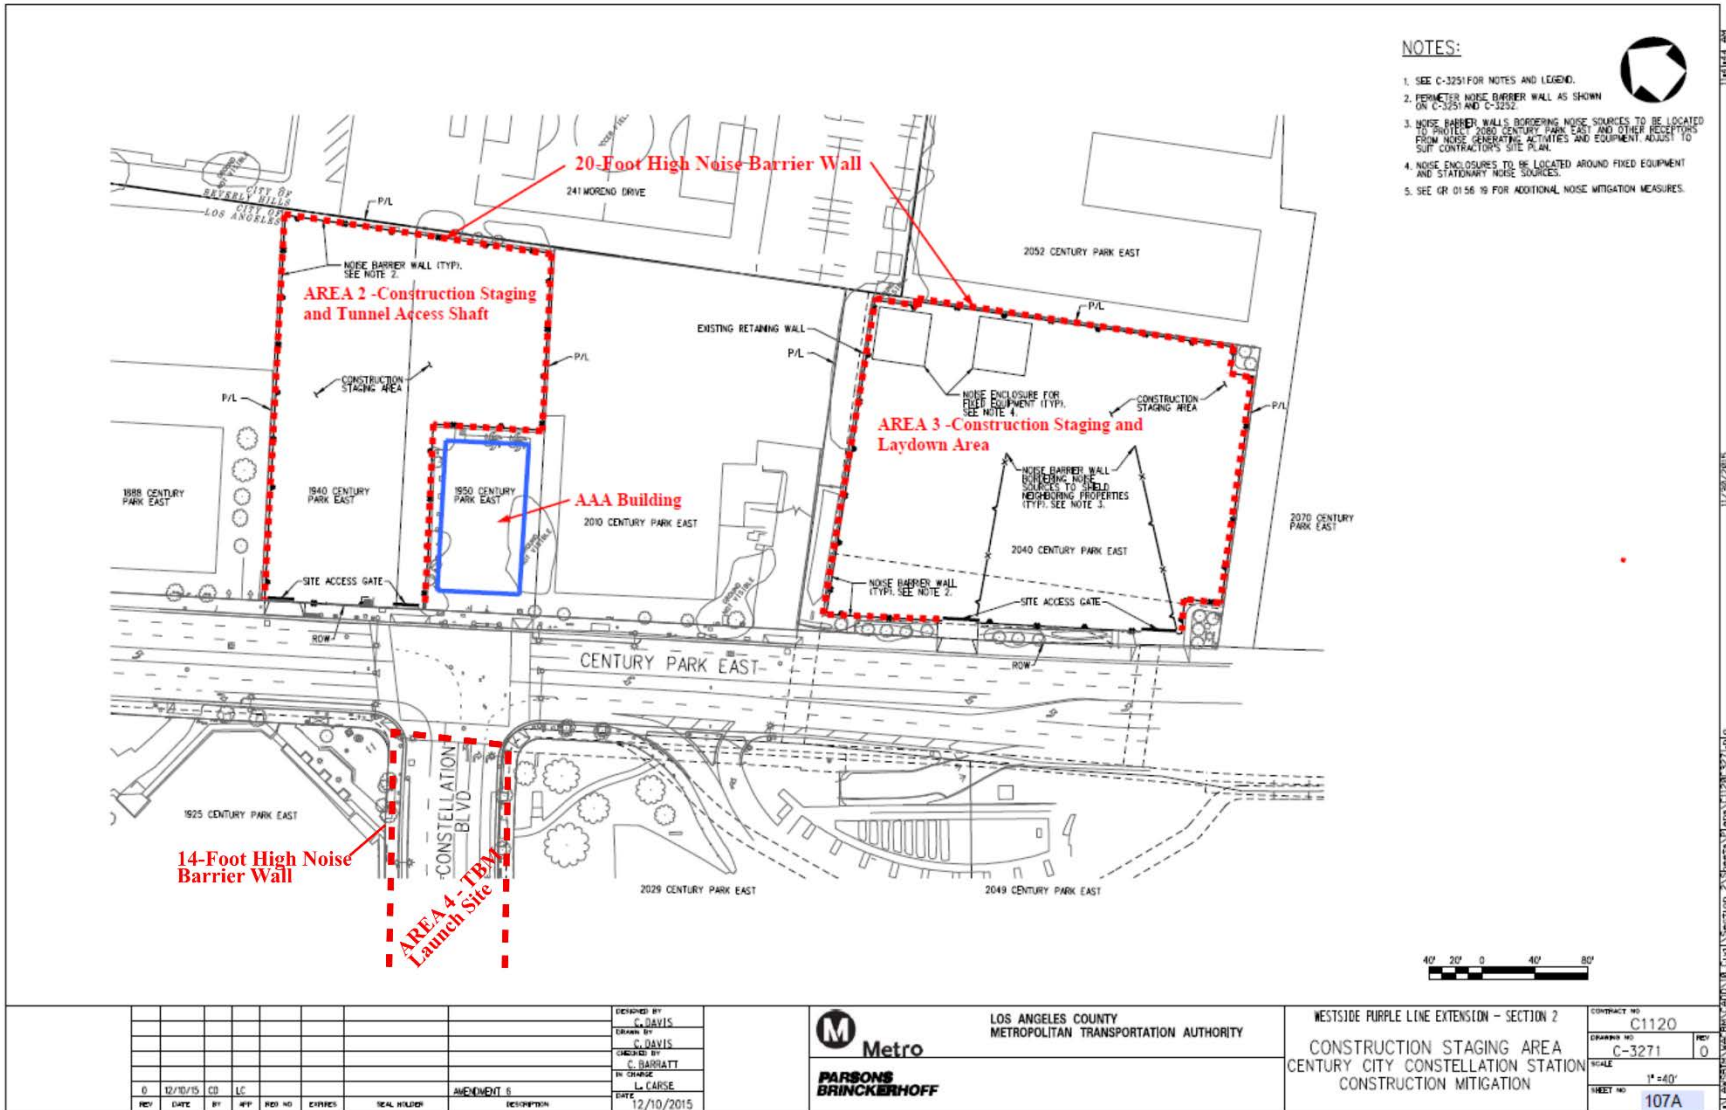 NOTES:
1. SEE C-3251 FOR NOTES AND LEGEND.
2. PERIMETER NOISE BARRIER WALL AS SHOWN
ON C-3251 AND C-3252.
3. NOISE BARRIER WALLS BORDERING NOISE SOURCES TO BE LOCATED
TO PROTECT 2080 CENTURY PARK EAST AND OTHER RECEPTORS
FROM NOISE GENERATING ACTIVITIES AND EQUIPMENT. ADJUST TO
SUIT CONTRACTOR'S SITE PLAN.
4. NOISE ENCLOSURES TO BE LOCATED AROUND FIXED EQUIPMENT
AND STATIONARY NOISE SOURCES.
5. SEE GR 01 56 19 FOR ADDITIONAL NOISE MITIGATION MEASURES.
20-Foot High Noise Barrier Wall
241 MORENO DRIVE
GROUND
NOT VISIBLE
CITY OF
BEVERLY HILLS
CITY OF
LOS ANGELES
P/L
2052 CENTURY PARK EAST
NOISE BARRIER WALL (TYP).
SEE NOTE 2.
AREA 2 -Construction Staging
and Tunnel Access Shaft
P/L
EXISTING RETAINING WALL
P/L
P/L
CONSTRUCTION
STAGING AREA
P/L
NOISE ENCLOSURE FOR
FIXED EQUIPMENT (TYP).
SEE NOTE 4.
CONSTRUCTION
STAGING AREA
P/L
AREA 3 -Construction Staging and
Laydown Area
NOISE BARRIER WALL
BORDERING NOISE
SOURCES TO SHIELD
NEIGHBORING PROPERTIES
(TYP). SEE NOTE 3.
1888 CENTURY
PARK EAST
1940 CENTURY
PARK EAST
1950 CENTURY
PARK EAST
AAA Building
2010 CENTURY PARK EAST
GROUND
NOT VISIBLE
2070 CENTURY
PARK EAST
2040 CENTURY PARK EAST
SITE ACCESS GATE
GROUND
NOT VISIBLE
NOISE BARRIER WALL
(TYP). SEE NOTE 2.
SITE ACCESS GATE
ROW
CENTURY PARK EAST
ROW
CONSTELLATION
BLVD
1925 CENTURY PARK EAST
14-Foot High Noise
Barrier Wall
AREA 4 - TBM
Launch Site
2029 CENTURY PARK EAST
2049 CENTURY PARK EAST
40' 20' 0 40' 80'
0 12/10/15 CD LC AMENDMENT 6
REV DATE BY APP REG NO EXPIRES SEAL HOLDER DESCRIPTION
DESIGNED BY
C. DAVIS
DRAWN BY
C. DAVIS
CHECKED BY
C. BARRATT
IN CHARGE
L. CARSE
DATE
12/10/2015
M Metro
PARSONS
BRINCKERHOFF
LOS ANGELES COUNTY
METROPOLITAN TRANSPORTATION AUTHORITY
WESTSIDE PURPLE LINE EXTENSION - SECTION 2
CONSTRUCTION STAGING AREA
CENTURY CITY CONSTELLATION STATION
CONSTRUCTION MITIGATION
CONTRACT NO
C1120
DRAWING NO
C-3271
REV
0
SCALE
1"=40'
SHEET NO
107A